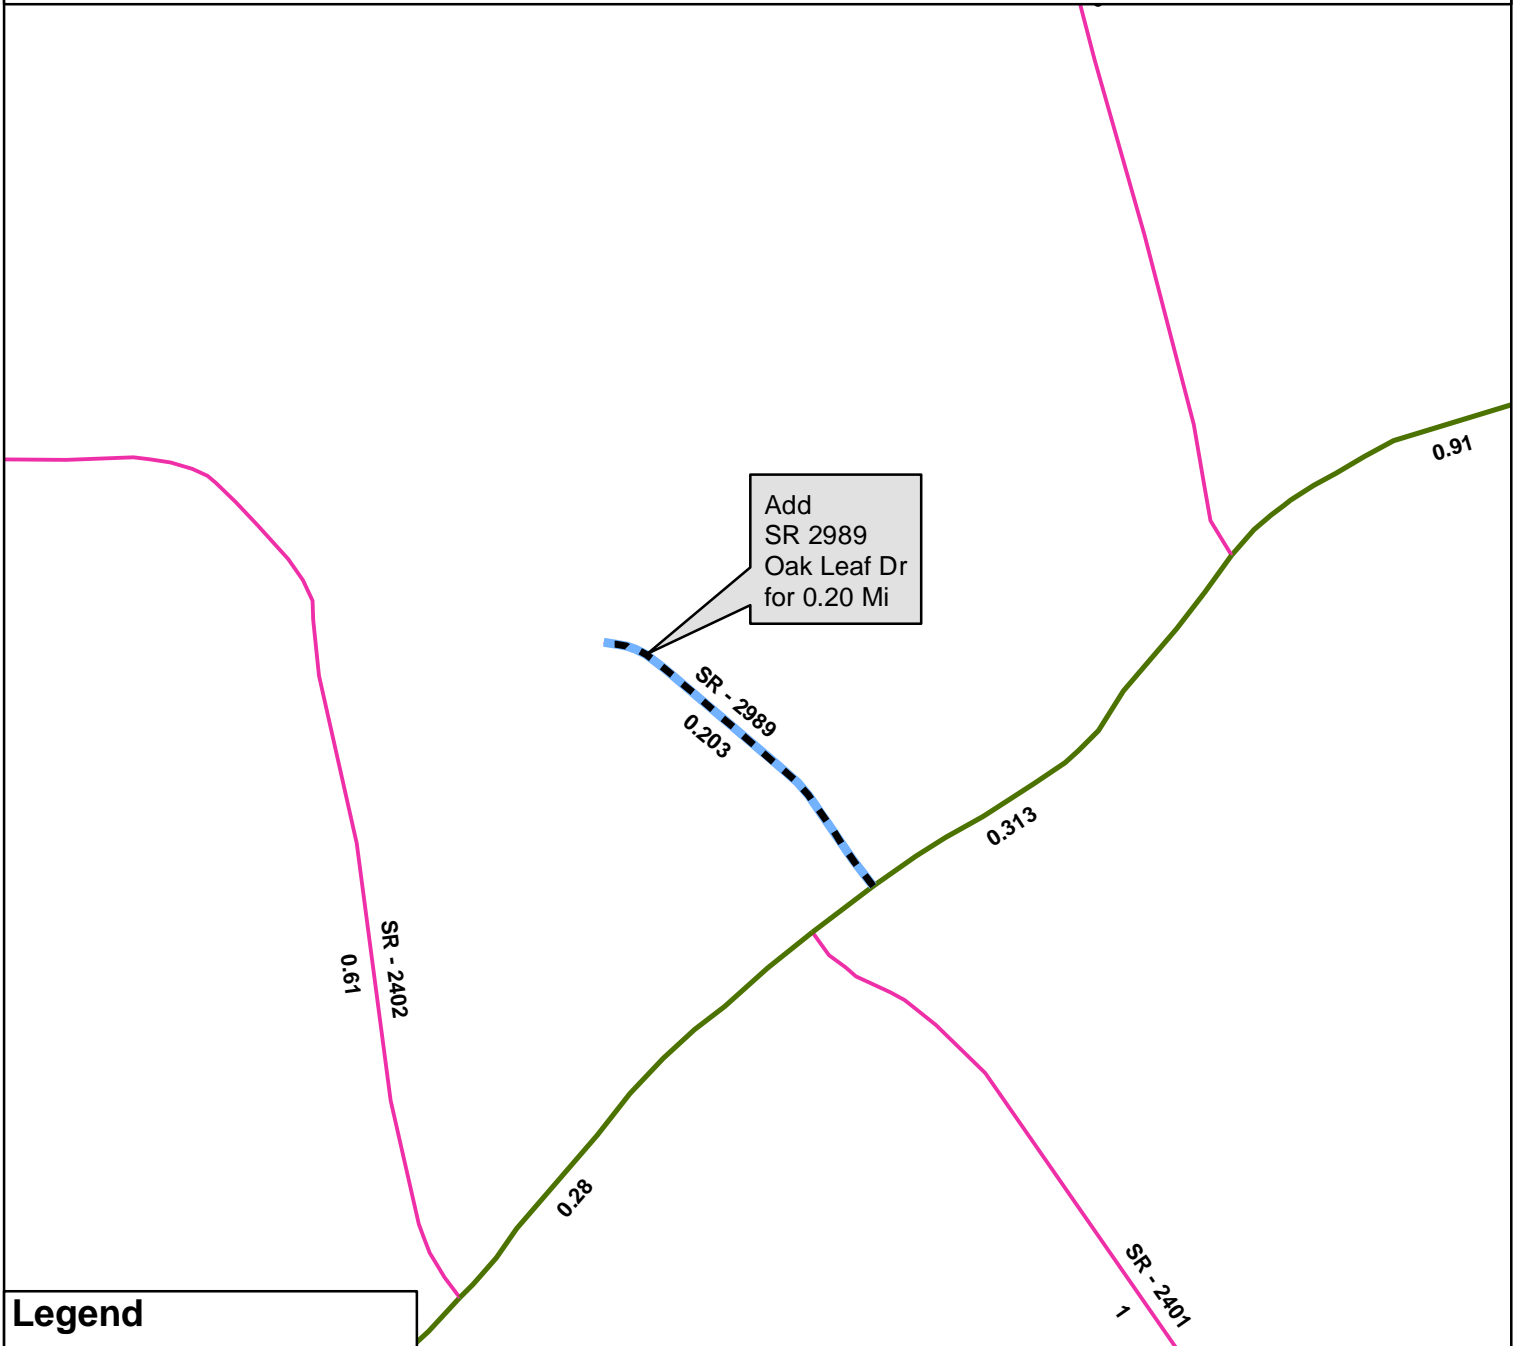 0.91
Add
SR 2989
Oak Leaf Dr
for 0.20 Mi
SR - 2989
0.203
0.313
SR - 2402
0.61
0.28
SR - 2401
1
Legend